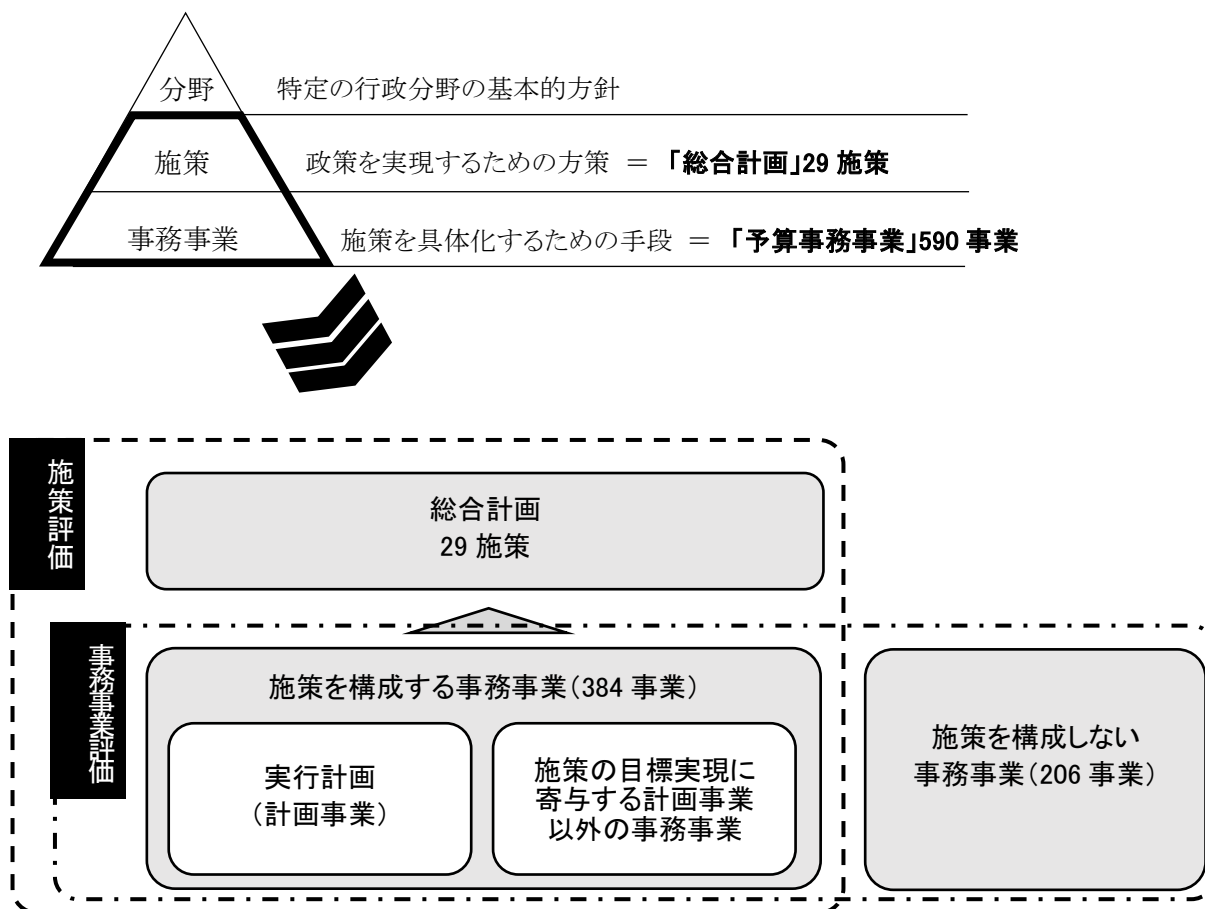 分野
特定の行政分野の基本的方針
施策
政策を実現するための方策 = 「総合計画」29 施策
事務事業
施策を具体化するための手段 = 「予算事務事業」590 事業
施策評価
総合計画
29 施策
事務事業評価
施策を構成する事務事業(384 事業)
実行計画
(計画事業)
施策の目標実現に
寄与する計画事業
以外の事務事業
施策を構成しない
事務事業(206 事業)